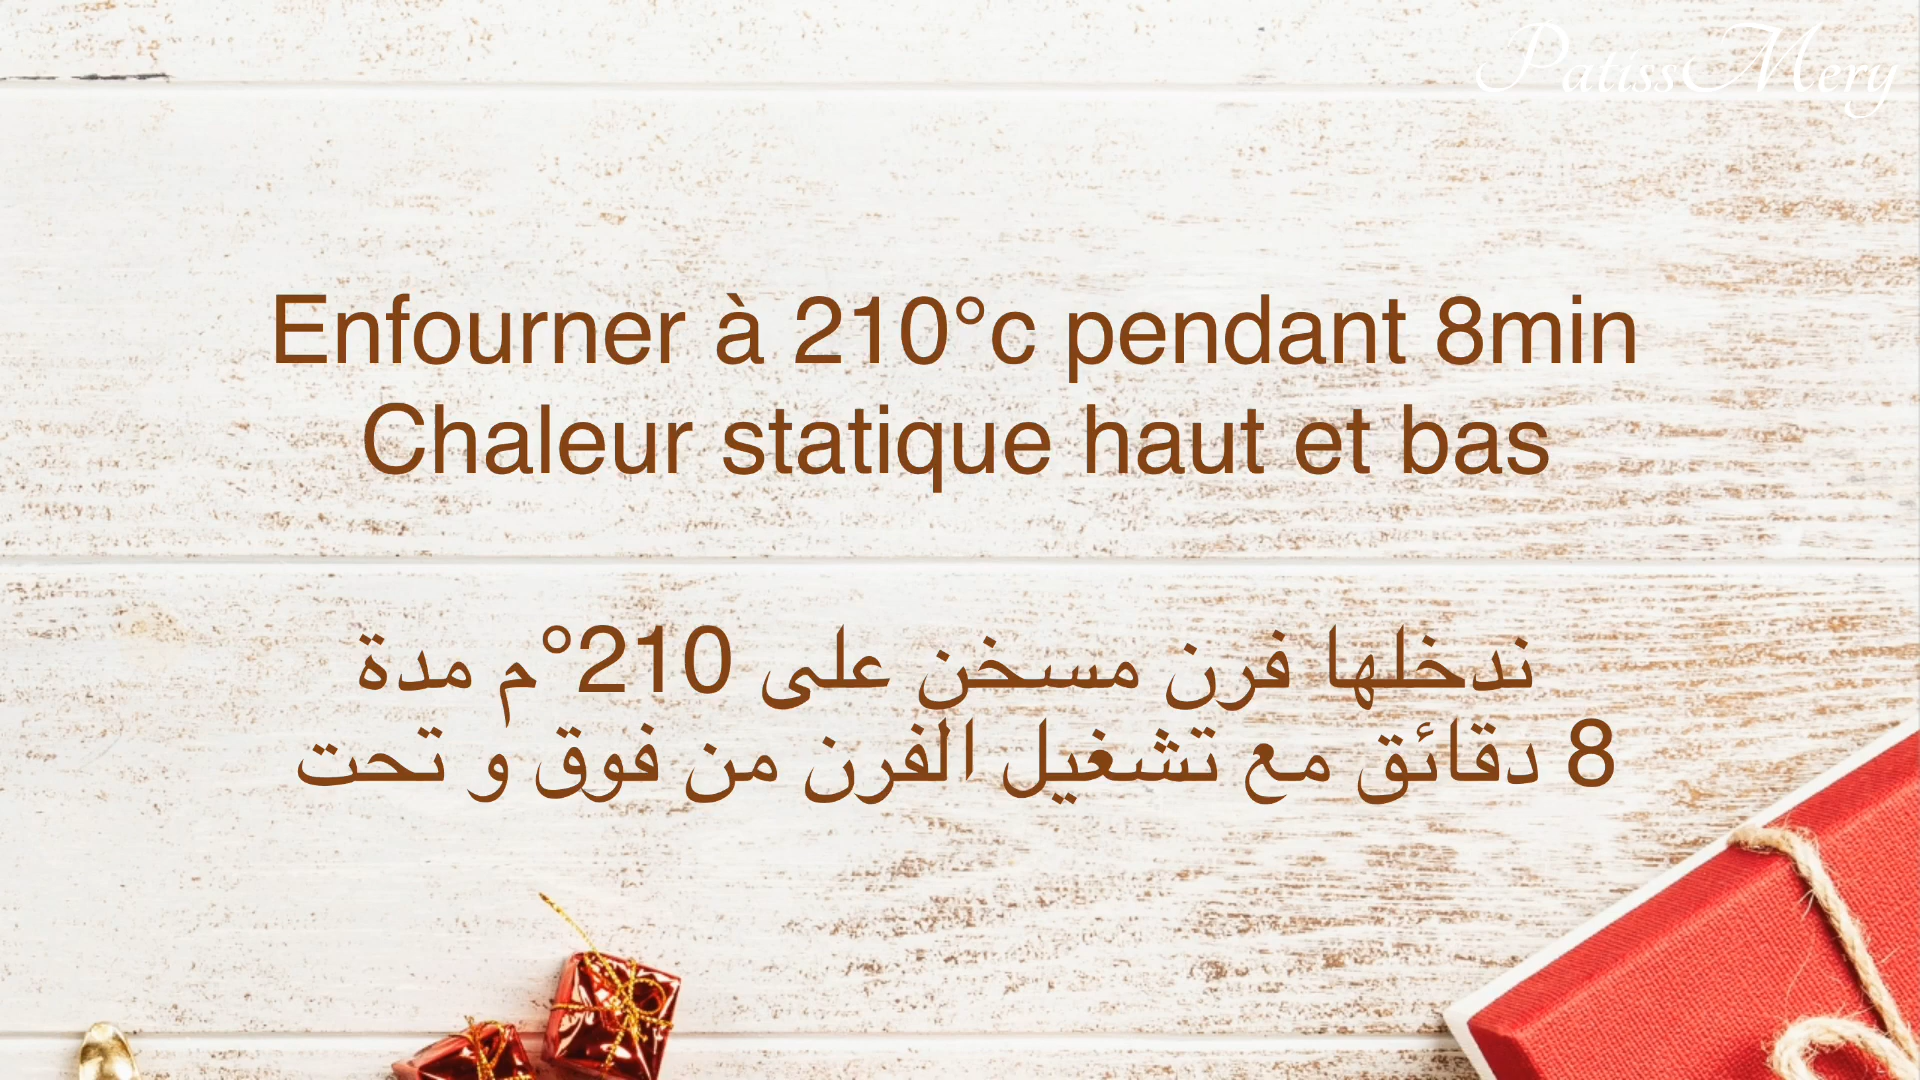 PatissMery
Enfourner à 210°c pendant 8min
Chaleur statique haut et bas
ندخلها فرن مسخن على 210°م مدة
8 دقائق مع تشغيل الفرن من فوق و تحت